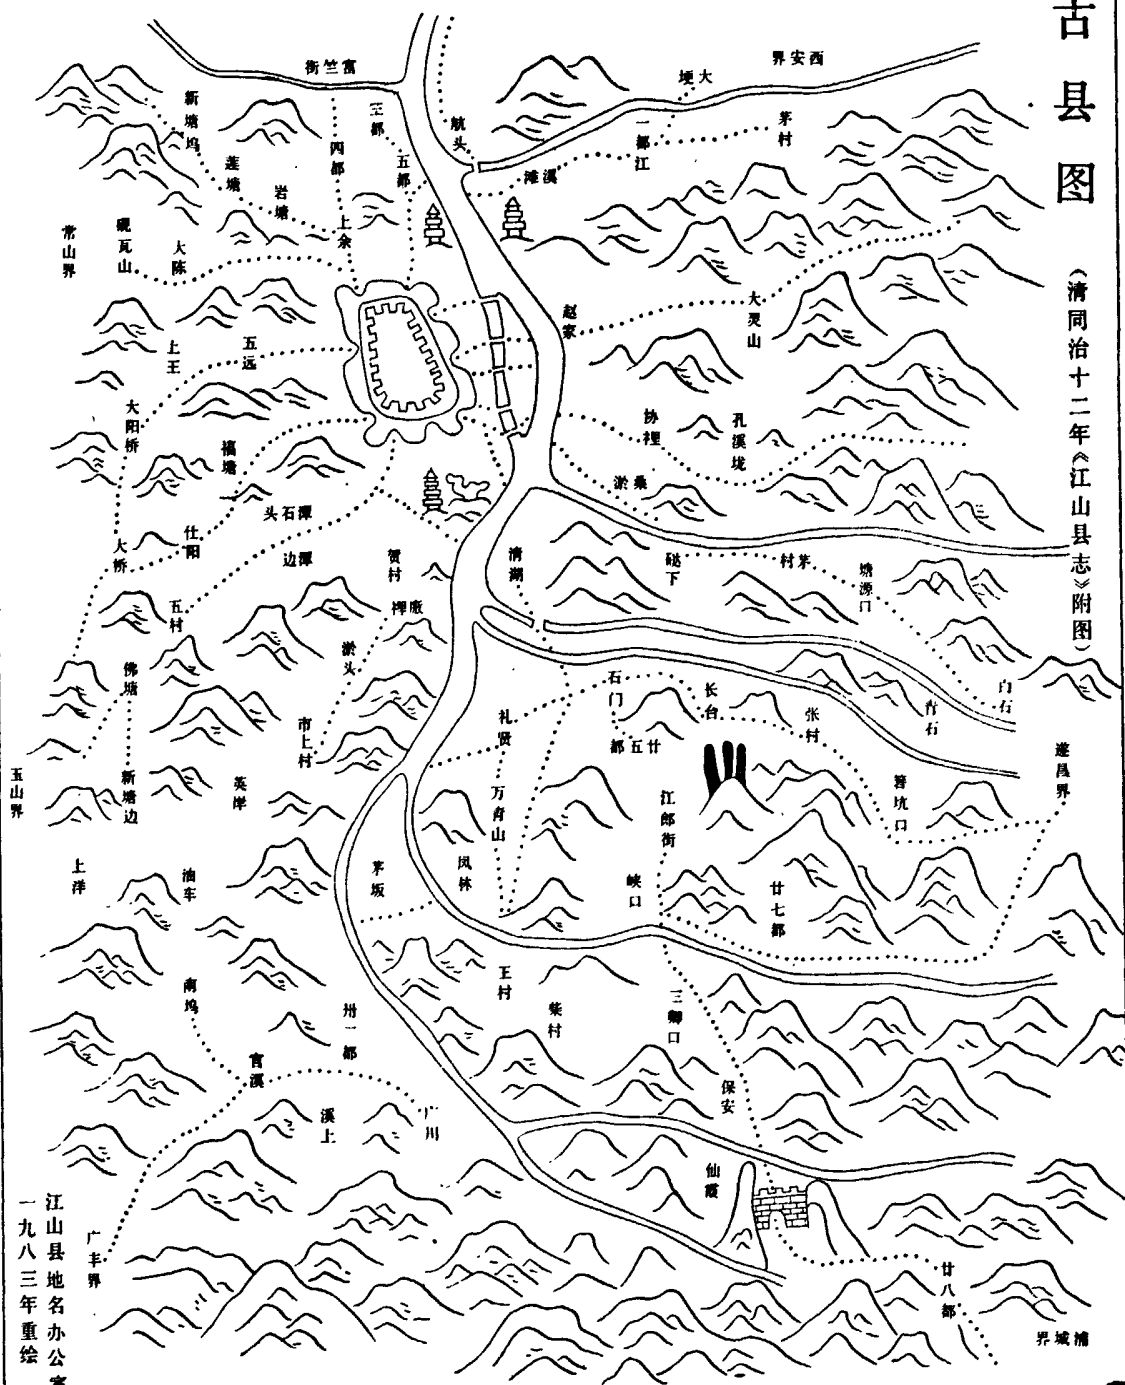 古县图
（清同治十二年《江山县志》附图）
西安界
大埂
富竺街
三都
航头
新塘坞
四都
五都
一都江
茅村
莲塘
岩塘
滩溪
上余
砚瓦山
大陈
常山界
赵家
大灵山
上王
五远
大阳桥
福塘
协裡
孔溪垅
淤桑
头石潭
仕阳
边潭
大桥
贺村
清湖
硋下
茅村
塘源口
五村
淤头
佛塘
石门
长台
白石
青石
礼贤
市上村
廿五都
张村
遂昌界
玉山界
新塘边
英岸
万青山
江郎街
箬坑口
上洋
油车
茅坂
凤林
峡口
廿七都
南坞
王村
柴村
三卿口
卅一都
官溪
保安
溪上
广川
仙霞
广丰界
廿八都
浦城界
江山县地名办公室
一九八三年重绘